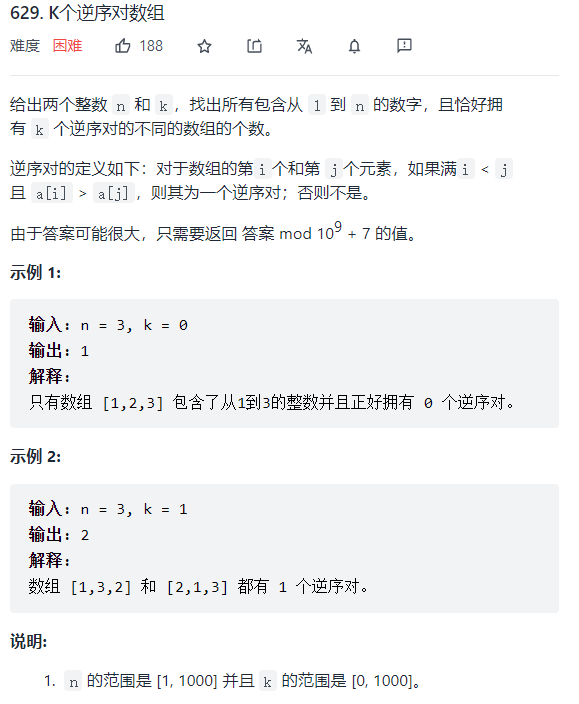 629. K个逆序对数组
难度 困难 188
给出两个整数 n 和 k，找出所有包含从 1 到 n 的数字，且恰好拥
有 k 个逆序对的不同的数组的个数。
逆序对的定义如下：对于数组的第 i个和第 j个元素，如果满i < j
且 a[i] > a[j]，则其为一个逆序对；否则不是。
由于答案可能很大，只需要返回 答案 mod 10⁹ + 7 的值。
示例 1:
输入: n = 3, k = 0
输出: 1
解释:
只有数组 [1,2,3] 包含了从1到3的整数并且正好拥有 0 个逆序对。
示例 2:
输入: n = 3, k = 1
输出: 2
解释:
数组 [1,3,2] 和 [2,1,3] 都有 1 个逆序对。
说明:
1. n 的范围是 [1, 1000] 并且 k 的范围是 [0, 1000]。